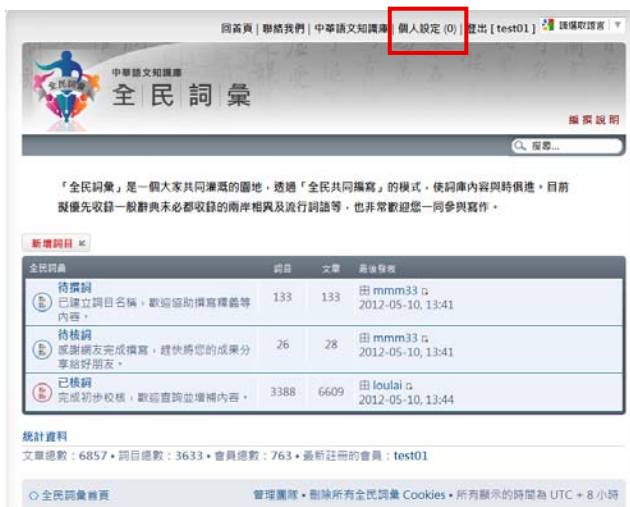 回首頁 | 聯絡我們 | 中華語文知識庫 | 個人設定 (0) | 登出 [ test01 ] 請選取語言 ▼
全民詞彙
中華語文知識庫
全民詞彙
編撰說明
搜尋...
「全民詞彙」是一個大家共同灌溉的園地，透過「全民共同編寫」的模式，使詞庫內容與時俱進。目前
擬優先收錄一般辭典未必都收錄的兩岸相異及流行詞語等，也非常歡迎您一同參與寫作。
新增詞目
全民詞彙 詞目 文章 最後發表
待撰詞
已建立詞目名稱，歡迎協助撰寫釋義等 133 133 由 mmm33
內容。 2012-05-10, 13:41
待核詞
感謝網友完成撰寫，趕快將您的成果分 26 28 由 mmm33
享給好朋友。 2012-05-10, 13:41
已核詞 由 loulai
完成初步校核，歡迎查詢並增補內容。 3388 6609 2012-05-10, 13:44
統計資料
文章總數：6857 • 詞目總數：3633 • 會員總數：763 • 最新註冊的會員：test01
全民詞彙首頁 管理團隊 • 刪除所有全民詞彙 Cookies • 所有顯示的時間為 UTC + 8 小時